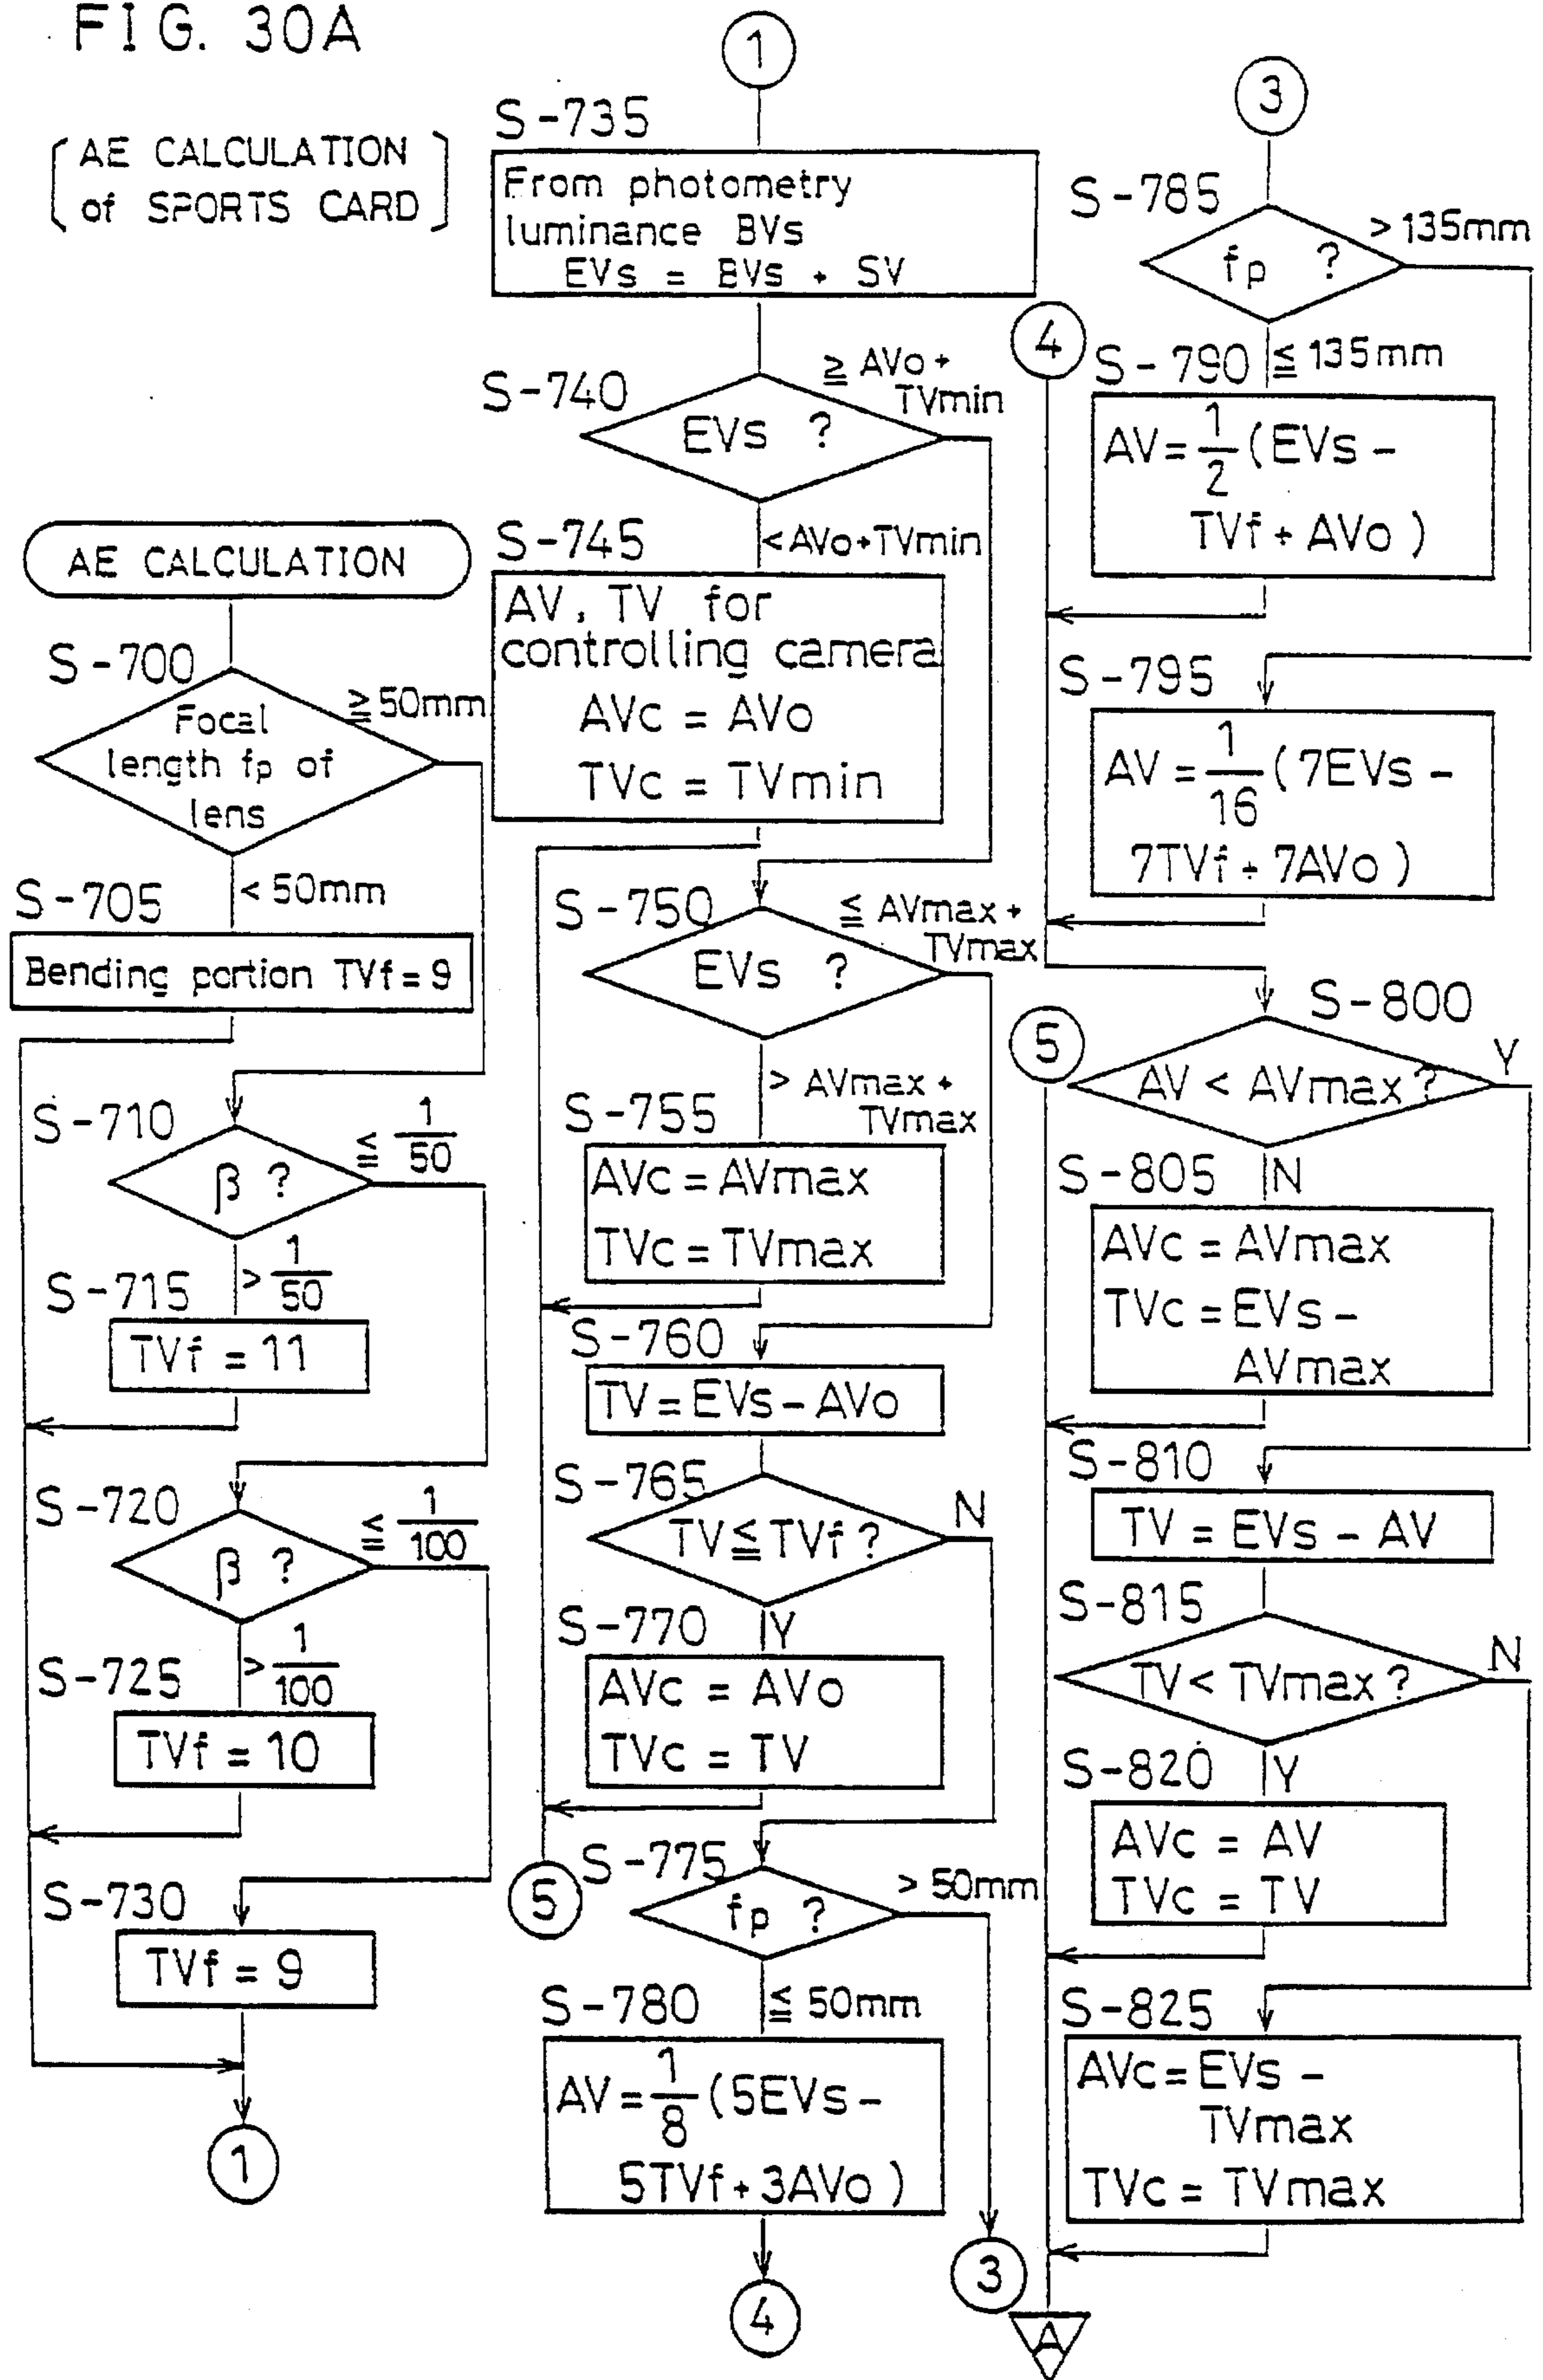 FIG. 30A
AE CALCULATION
of SPORTS CARD
AE CALCULATION
S-700
Focal
length fp of
lens
≧ 50mm
< 50mm
S-705
Bending portion TVf = 9
S-710
β ?
≦ 1/50
> 1/50
S-715
TVf = 11
S-720
β ?
≦ 1/100
> 1/100
S-725
TVf = 10
S-730
TVf = 9
1
1
S-735
From photometry
luminance BVs
EVs = BVs + SV
S-740
EVs ?
≧ AVo +
TVmin
< AVo + TVmin
S-745
AV, TV for
controlling camera
AVc = AVo
TVc = TVmin
S-750
EVs ?
≦ AVmax +
TVmax
> AVmax +
TVmax
S-755
AVc = AVmax
TVc = TVmax
S-760
TV = EVs - AVo
S-765
TV ≦ TVf ?
N
Y
S-770
AVc = AVo
TVc = TV
5
S-775
fp ?
> 50mm
≦ 50mm
S-780
AV = 1/8 (5EVs -
5TVf + 3AVo )
4
3
3
S-785
fp ?
> 135mm
≦ 135mm
4
S-790
AV = 1/2 (EVs -
TVf + AVo )
S-795
AV = 1/16 (7EVs -
7TVf + 7AVo )
S-800
5
AV < AVmax ?
Y
N
S-805
AVc = AVmax
TVc = EVs -
AVmax
S-810
TV = EVs - AV
S-815
TV < TVmax ?
N
Y
S-820
AVc = AV
TVc = TV
S-825
AVc = EVs -
TVmax
TVc = TVmax
A